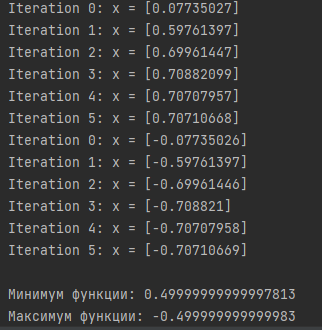 Iteration 0: x = [0.07735027]
Iteration 1: x = [0.59761397]
Iteration 2: x = [0.69961447]
Iteration 3: x = [0.70882099]
Iteration 4: x = [0.70707957]
Iteration 5: x = [0.70710668]
Iteration 0: x = [-0.07735026]
Iteration 1: x = [-0.59761397]
Iteration 2: x = [-0.69961446]
Iteration 3: x = [-0.708821]
Iteration 4: x = [-0.70707958]
Iteration 5: x = [-0.70710669]
Минимум функции: 0.49999999999997813
Максимум функции: -0.499999999999983